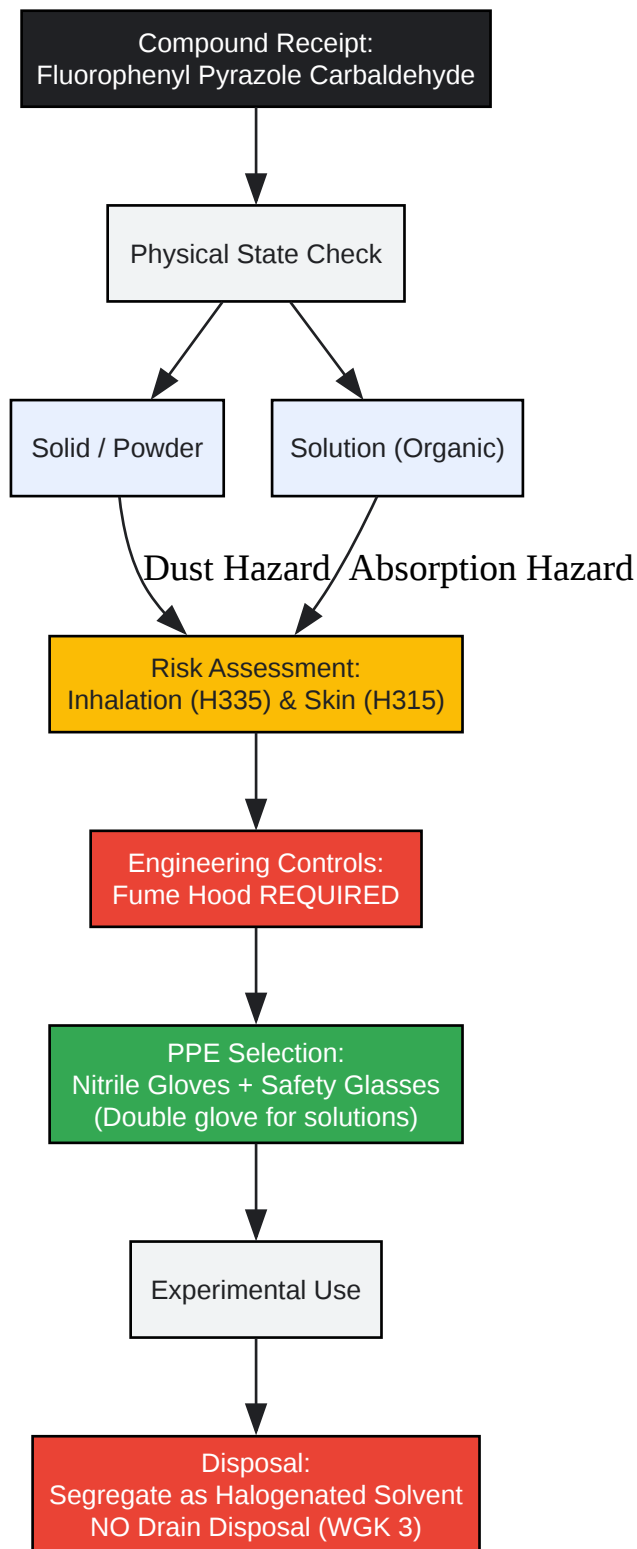 Compound Receipt:
Fluorophenyl Pyrazole Carbaldehyde
Physical State Check
Solid / Powder
Solution (Organic)
Dust Hazard
Absorption Hazard
Risk Assessment:
Inhalation (H335) & Skin (H315)
Engineering Controls:
Fume Hood REQUIRED
PPE Selection:
Nitrile Gloves + Safety Glasses
(Double glove for solutions)
Experimental Use
Disposal:
Segregate as Halogenated Solvent
NO Drain Disposal (WGK 3)